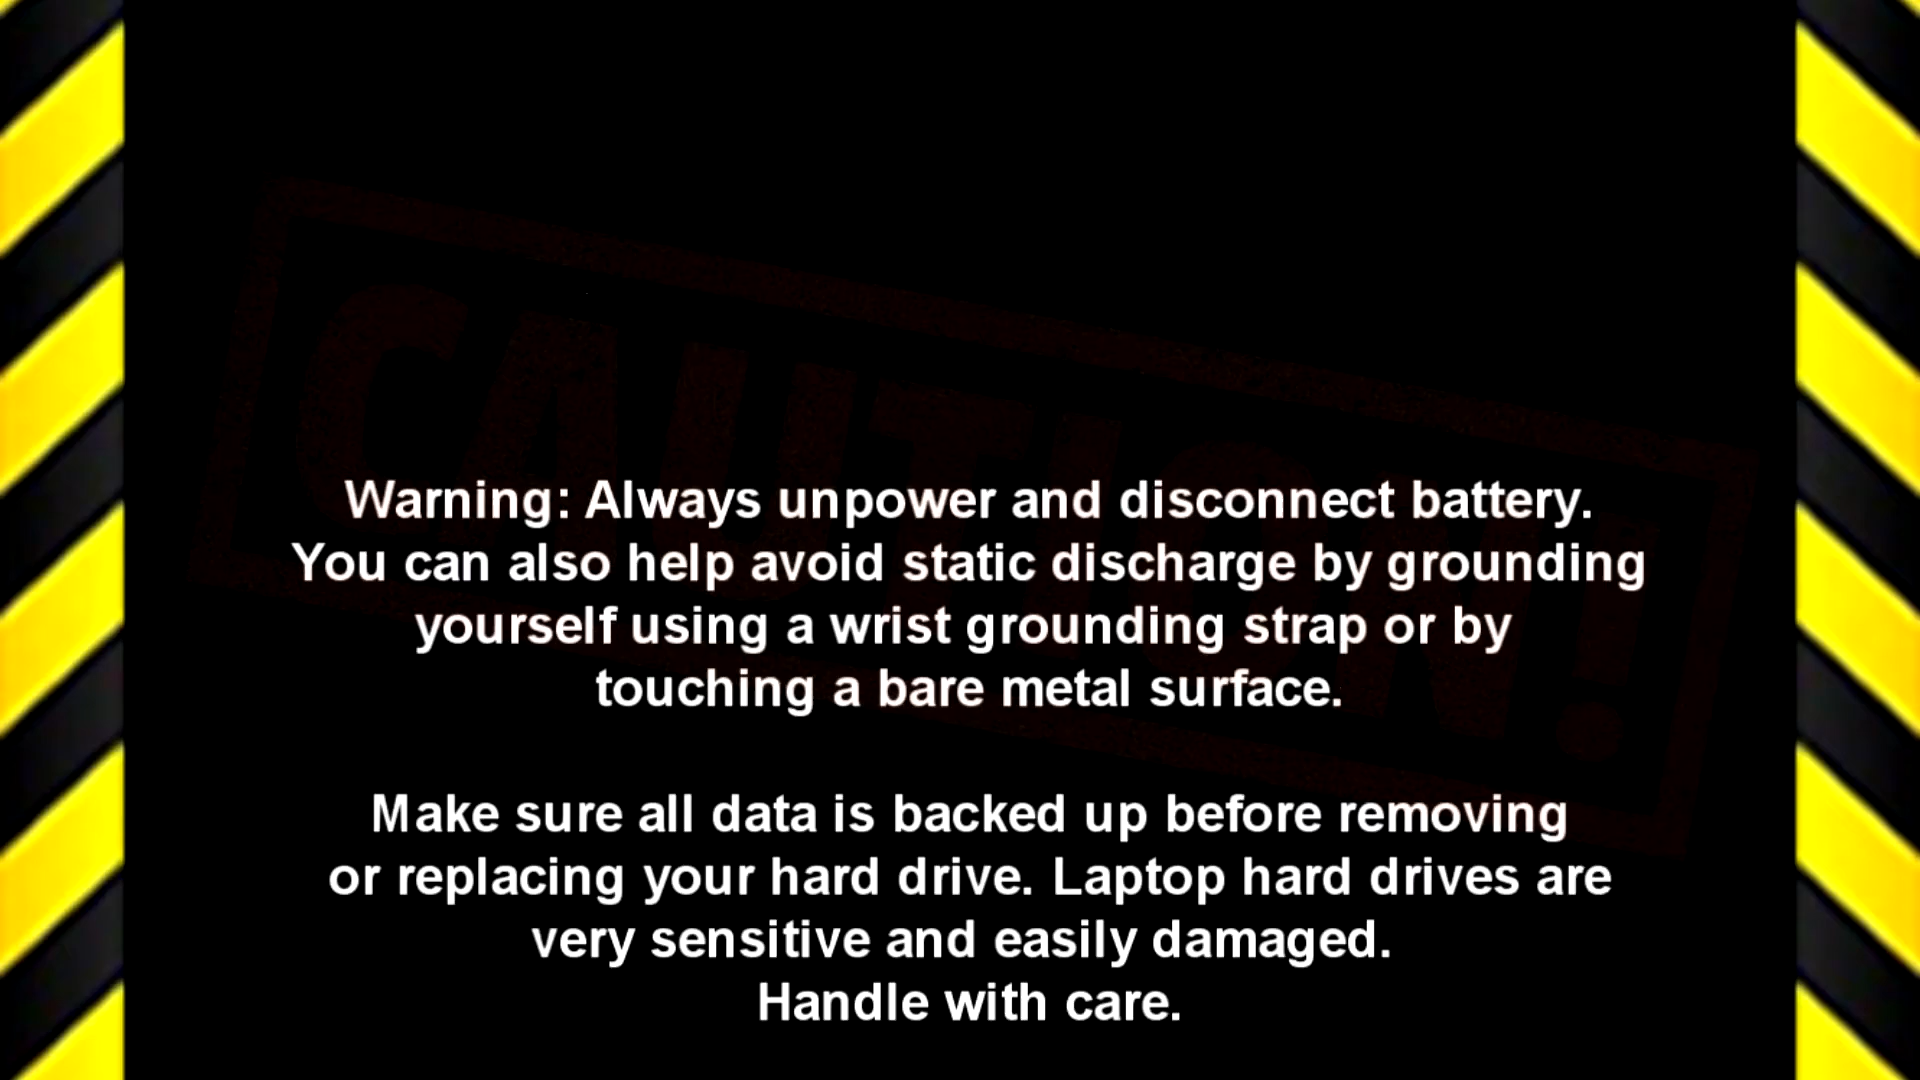 CAUTION!
Warning: Always unpower and disconnect battery.
You can also help avoid static discharge by grounding
yourself using a wrist grounding strap or by
touching a bare metal surface.
Make sure all data is backed up before removing
or replacing your hard drive. Laptop hard drives are
very sensitive and easily damaged.
Handle with care.